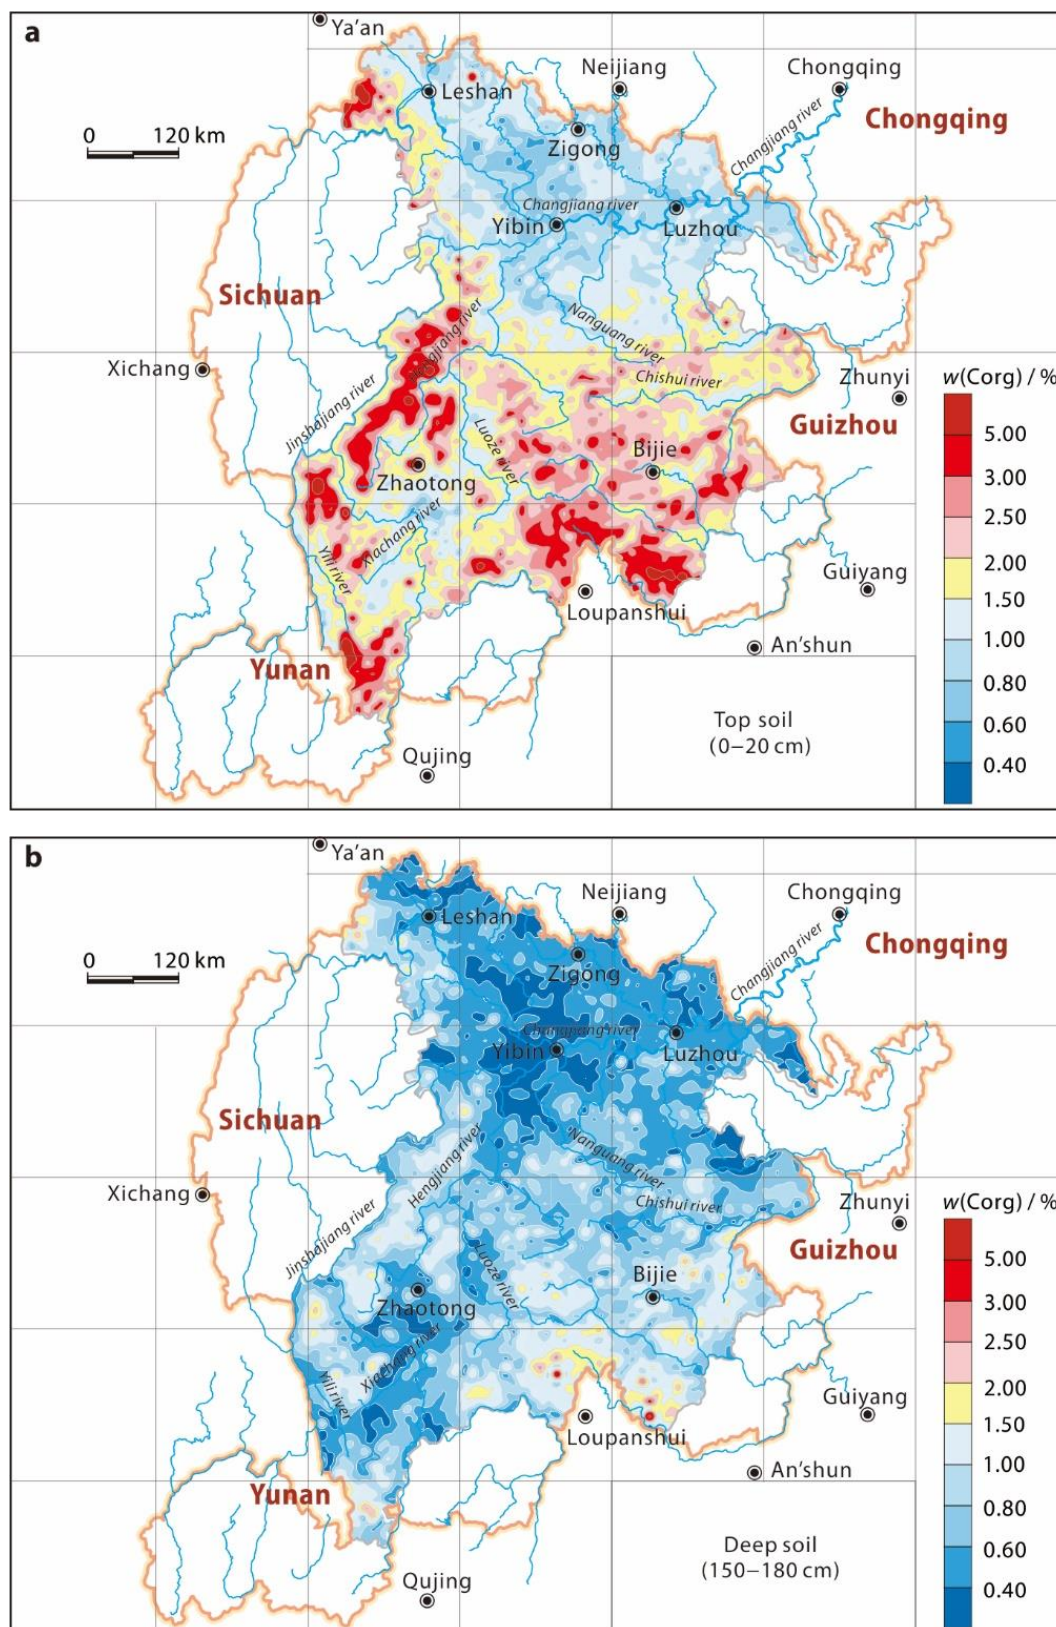 a
Ya'an
Leshan
Neijiang
Chongqing
Chongqing
0 120 km
Zigong
Changjiang river
Changjiang river
Yibin
Luzhou
Sichuan
Hengjiang river
Nanguang river
Xichang
Chishui river
Zhunyi
Jinshajiang river
Guizhou
Luoze river
Bijie
Zhaotong
Xiachang river
Yili river
Guiyang
Loupanshui
An'shun
Yunan
Qujing
Top soil
(0–20 cm)
w(Corg) / %
5.00
3.00
2.50
2.00
1.50
1.00
0.80
0.60
0.40
b
Ya'an
Leshan
Neijiang
Chongqing
Chongqing
0 120 km
Zigong
Changjiang river
Changjiang river
Yibin
Luzhou
Sichuan
Hengjiang river
Nanguang river
Xichang
Chishui river
Zhunyi
Jinshajiang river
Guizhou
Luoze river
Bijie
Zhaotong
Xiachang river
Yili river
Guiyang
Loupanshui
An'shun
Yunan
Qujing
Deep soil
(150–180 cm)
w(Corg) / %
5.00
3.00
2.50
2.00
1.50
1.00
0.80
0.60
0.40